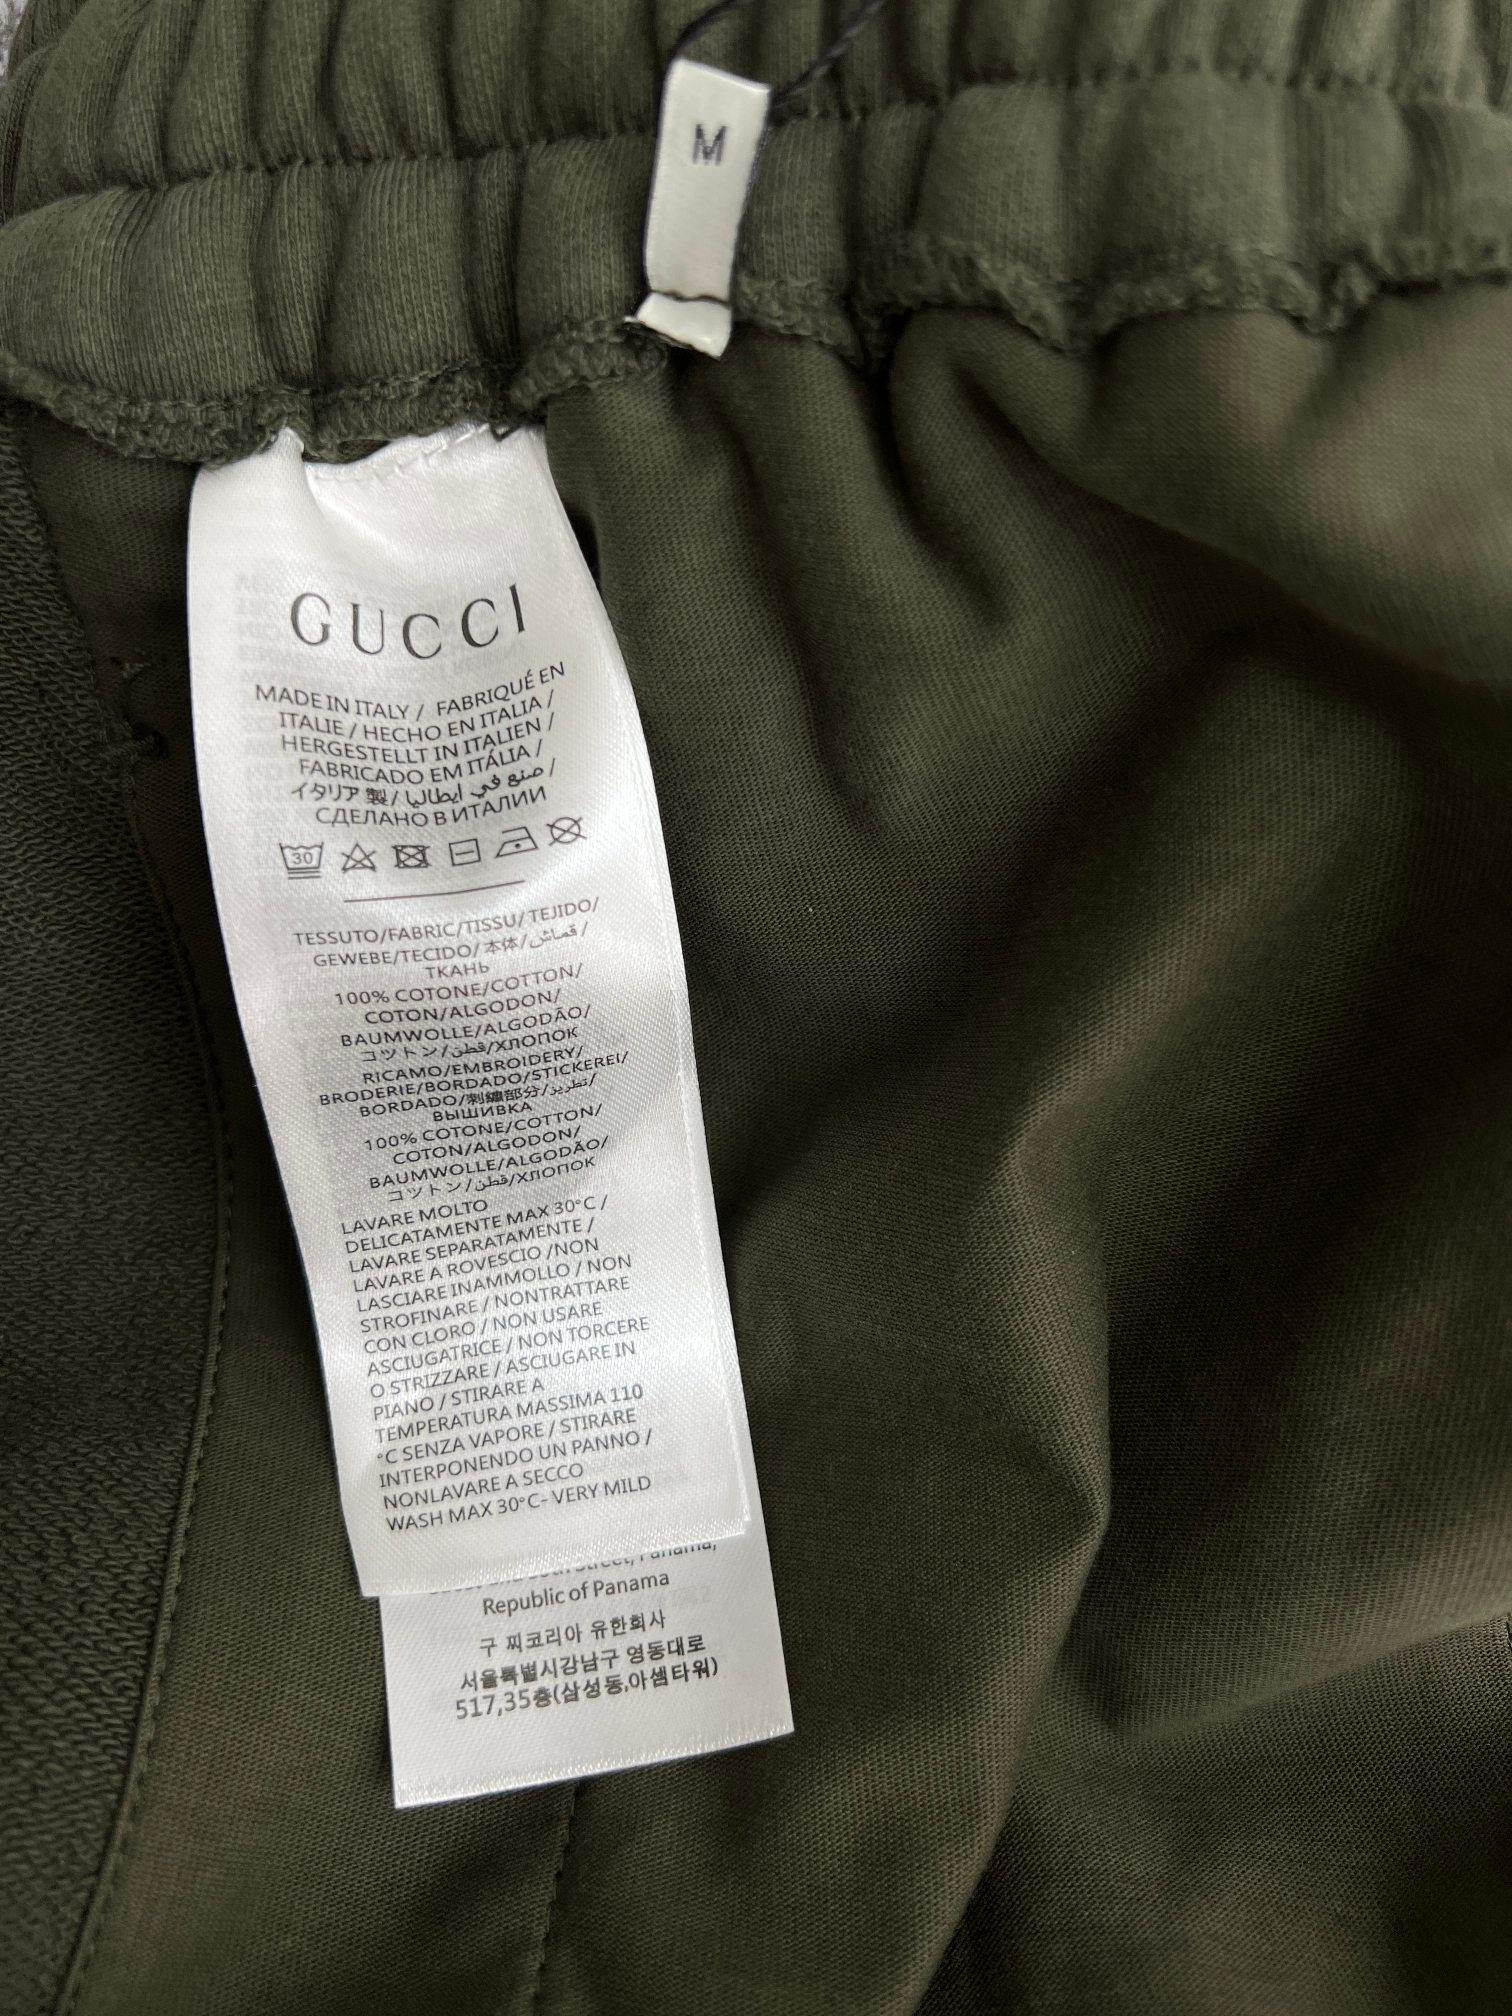 M
GUCCI
MADE IN ITALY / FABRIQUÉ EN
ITALIE / HECHO EN ITALIA /
HERGESTELLT IN ITALIEN /
FABRICADO EM ITÁLIA /
イタリア 製 / صنع في ايطاليا /
СДЕЛАНО В ИТАЛИИ
30
TESSUTO/FABRIC/TISSU/TEJIDO/
GEWEBE/TECIDO/本体/قماش/
ТКАНЬ
100% COTONE/COTTON/
COTON/ALGODON/
BAUMWOLLE/ALGODÃO/
コットン/قطن/ХЛОПОК
RICAMO/EMBROIDERY/
BRODERIE/BORDADO/STICKEREI/
BORDADO/刺繍部分/تطريز/
ВЫШИВКА
100% COTONE/COTTON/
COTON/ALGODON/
BAUMWOLLE/ALGODÃO/
コットン/قطن/ХЛОПОК
LAVARE MOLTO
DELICATAMENTE MAX 30°C /
LAVARE SEPARATAMENTE /
LAVARE A ROVESCIO /NON
LASCIARE INAMMOLLO / NON
STROFINARE / NONTRATTARE
CON CLORO / NON USARE
ASCIUGATRICE / NON TORCERE
O STRIZZARE / ASCIUGARE IN
PIANO / STIRARE A
TEMPERATURA MASSIMA 110
°C SENZA VAPORE / STIRARE
INTERPONENDO UN PANNO /
NONLAVARE A SECCO
WASH MAX 30°C- VERY MILD
Street, Panama,
Republic of Panama
구 찌코리아 유한회사
서울특별시강남구 영동대로
517,35층(삼성동,아셈타워)